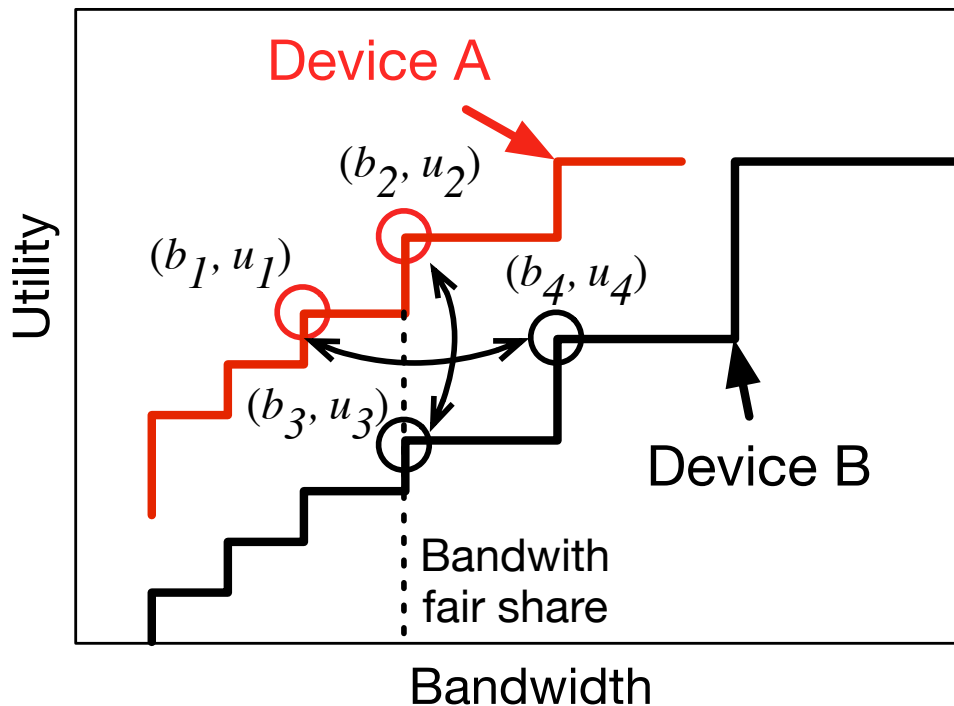 Device A
(b2, u2)
(b1, u1)
(b4, u4)
(b3, u3)
Device B
Bandwith
fair share
Utility
Bandwidth